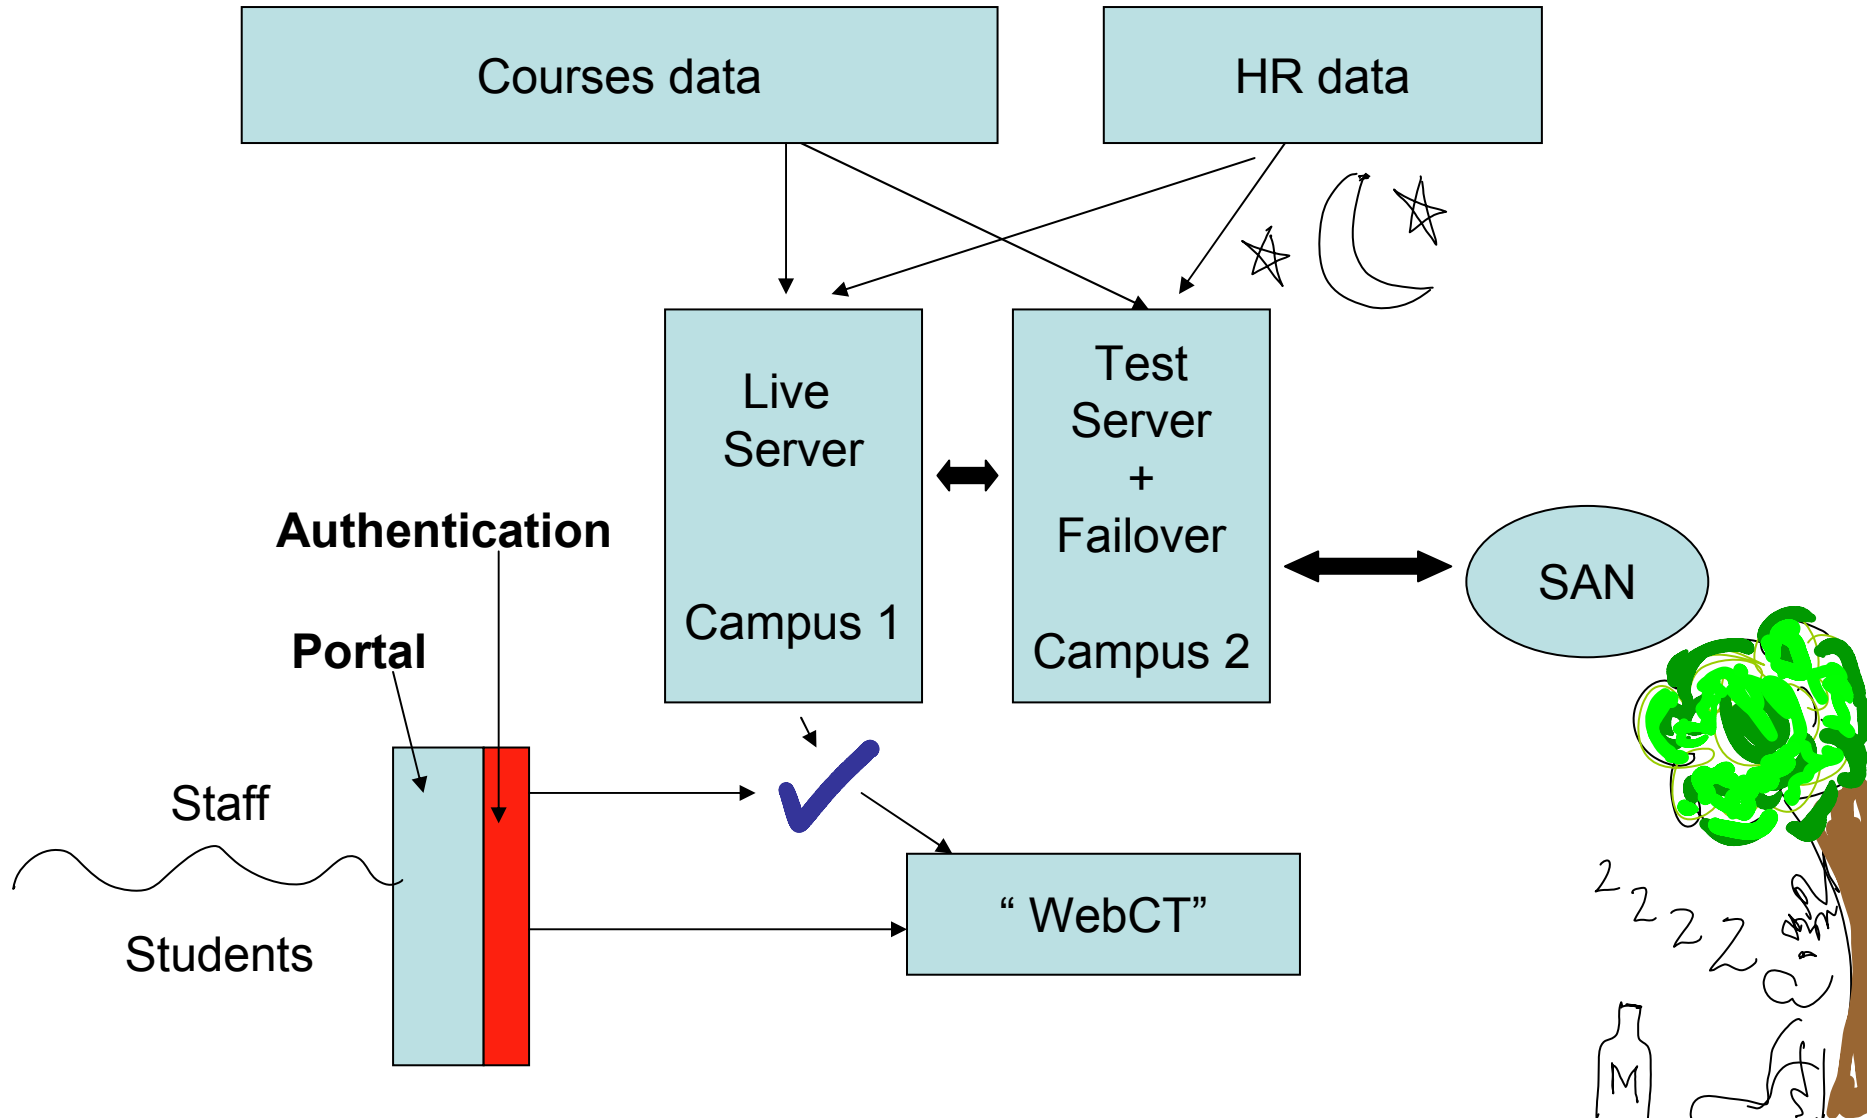 Courses data
HR data
Live
Server
Campus 1
Test
Server
+
Failover
Campus 2
SAN
Authentication
Portal
Staff
Students
“ WebCT”
z
z
z
z
M